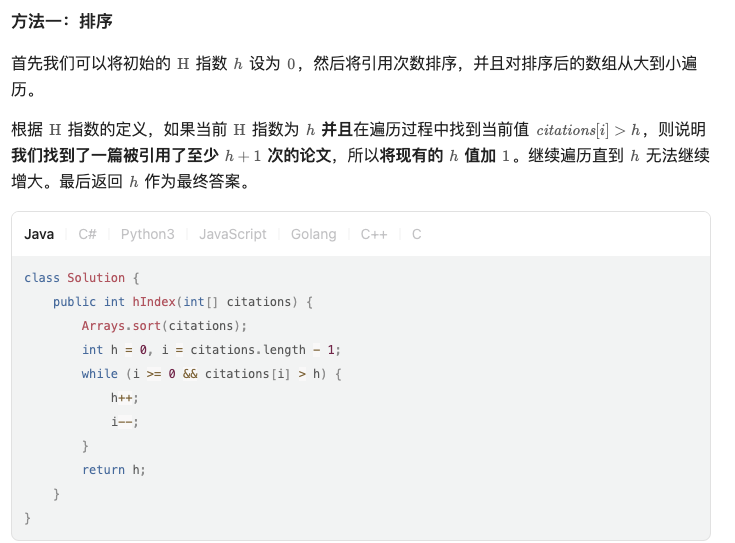 方法一：排序
首先我们可以将初始的 H 指数 h 设为 0，然后将引用次数排序，并且对排序后的数组从大到小遍
历。
根据 H 指数的定义，如果当前 H 指数为 h 并且在遍历过程中找到当前值 citations[i] > h，则说明
我们找到了一篇被引用了至少 h + 1 次的论文，所以将现有的 h 值加 1。继续遍历直到 h 无法继续
增大。最后返回 h 作为最终答案。
Java C# Python3 JavaScript Golang C++ C
class Solution {
    public int hIndex(int[] citations) {
        Arrays.sort(citations);
        int h = 0, i = citations.length - 1;
        while (i >= 0 && citations[i] > h) {
            h++;
            i--;
        }
        return h;
    }
}